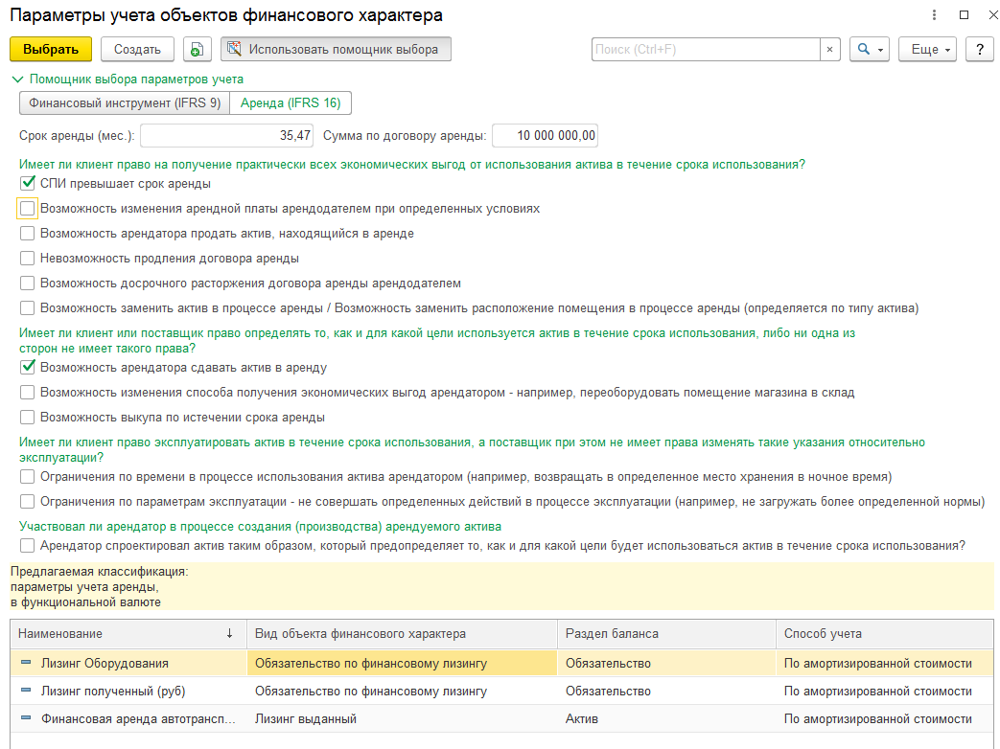 Параметры учета объектов финансового характера
Выбрать Создать Использовать помощник выбора Поиск (Ctrl+F) × Еще ?
Помощник выбора параметров учета
Финансовый инструмент (IFRS 9) Аренда (IFRS 16)
Срок аренды (мес.): 35,47 Сумма по договору аренды: 10 000 000,00
Имеет ли клиент право на получение практически всех экономических выгод от использования актива в течение срока использования?
СПИ превышает срок аренды
Возможность изменения арендной платы арендодателем при определенных условиях
Возможность арендатора продать актив, находящийся в аренде
Невозможность продления договора аренды
Возможность досрочного расторжения договора аренды арендодателем
Возможность заменить актив в процессе аренды / Возможность заменить расположение помещения в процессе аренды (определяется по типу актива)
Имеет ли клиент или поставщик право определять то, как и для какой цели используется актив в течение срока использования, либо ни одна из
сторон не имеет такого права?
Возможность арендатора сдавать актив в аренду
Возможность изменения способа получения экономических выгод арендатором - например, переоборудовать помещение магазина в склад
Возможность выкупа по истечении срока аренды
Имеет ли клиент право эксплуатировать актив в течение срока использования, а поставщик при этом не имеет права изменять такие указания относительно
эксплуатации?
Ограничения по времени в процессе использования актива арендатором (например, возвращать в определенное место хранения в ночное время)
Ограничения по параметрам эксплуатации - не совершать определенных действий в процессе эксплуатации (например, не загружать более определенной нормы)
Участвовал ли арендатор в процессе создания (производства) арендуемого актива
Арендатор спроектировал актив таким образом, который предопределяет то, как и для какой цели будет использоваться актив в течение срока использования?
Предлагаемая классификация:
параметры учета аренды,
в функциональной валюте
Наименование ↓ Вид объекта финансового характера Раздел баланса Способ учета
Лизинг Оборудования Обязательство по финансовому лизингу Обязательство По амортизированной стоимости
Лизинг полученный (руб) Обязательство по финансовому лизингу Обязательство По амортизированной стоимости
Финансовая аренда автотрансп... Лизинг выданный Актив По амортизированной стоимости